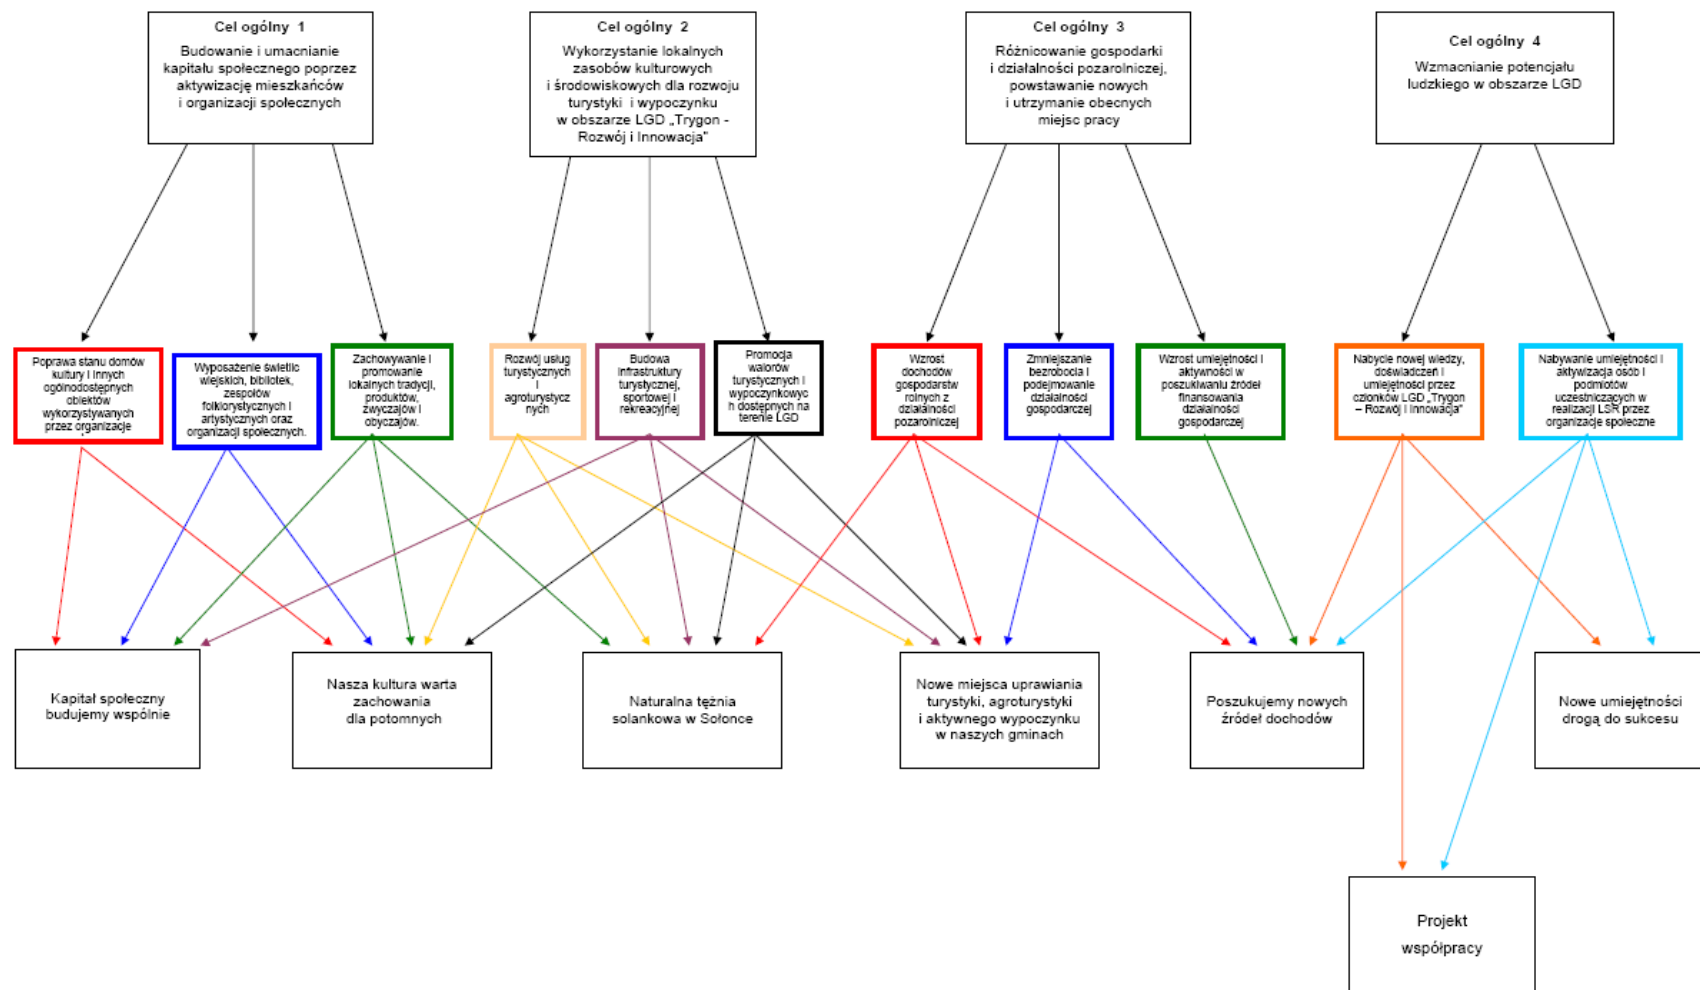 Cel ogólny 1
Budowanie i umacnianie
kapitału społecznego poprzez
aktywizację mieszkańców
i organizacji społecznych
Cel ogólny 2
Wykorzystanie lokalnych
zasobów kulturowych
i środowiskowych dla rozwoju
turystyki i wypoczynku
w obszarze LGD „Trygon -
Rozwój i Innowacja"
Cel ogólny 3
Różnicowanie gospodarki
i działalności pozarolniczej,
powstawanie nowych
i utrzymanie obecnych
miejsc pracy
Cel ogólny 4
Wzmacnianie potencjału
ludzkiego w obszarze LGD
Poprawa stanu domów
kultury i innych
ogólnodostępnych
obiektów
wykorzystywanych
przez organizacje
Wyposażenie świetlic
wiejskich, bibliotek,
zespołów
folklorystycznych i
artystycznych oraz
organizacji społecznych.
Zachowywanie i
promowanie
lokalnych tradycji,
produktów,
zwyczajów i
obyczajów.
Rozwój usług
turystycznych
i
agroturystycz
nych
Budowa
infrastruktury
turystycznej,
sportowej i
rekreacyjnej
Promocja
walorów
turystycznych i
wypoczynkowyc
h dostępnych na
terenie LGD
Wzrost
dochodów
gospodarstw
rolnych z
działalności
pozarolniczej
Zmniejszanie
bezrobocia i
podejmowanie
działalności
gospodarczej
Wzrost umiejętności i
aktywności w
poszukiwaniu źródeł
finansowania
działalności
gospodarczej
Nabycie nowej wiedzy,
doświadczeń i
umiejętności przez
członków LGD „Trygon
– Rozwój i Innowacja"
Nabywanie umiejętności i
aktywizacja osób i
podmiotów
uczestniczących w
realizacji LSR przez
organizacje społeczne
Kapitał społeczny
budujemy wspólnie
Nasza kultura warta
zachowania
dla potomnych
Naturalna tężnia
solankowa w Sołonce
Nowe miejsca uprawiania
turystyki, agroturystyki
i aktywnego wypoczynku
w naszych gminach
Poszukujemy nowych
źródeł dochodów
Nowe umiejętności
drogą do sukcesu
Projekt
współpracy